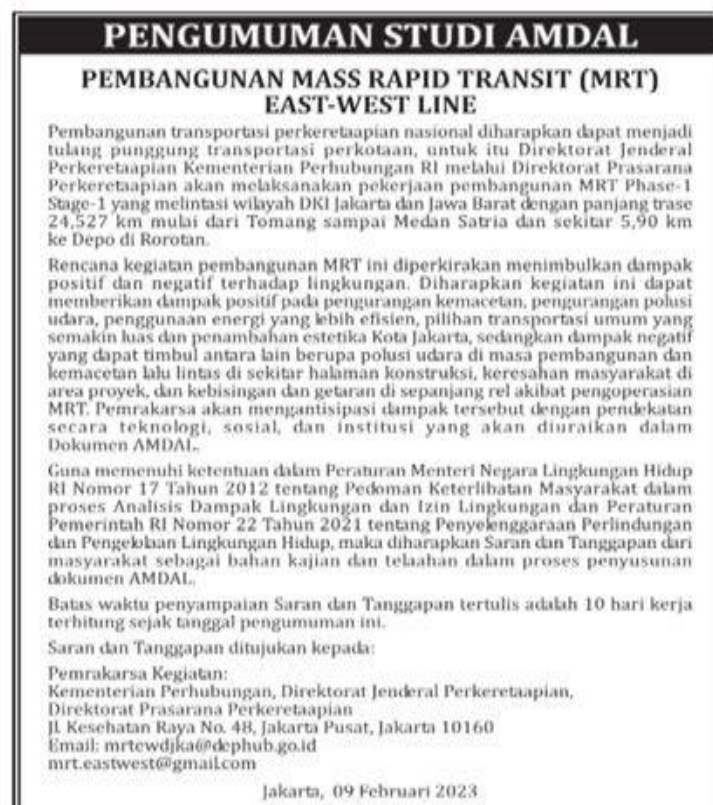 PENGUMUMAN STUDI AMDAL
PEMBANGUNAN MASS RAPID TRANSIT (MRT)
EAST-WEST LINE
Pembangunan transportasi perkeretaapian nasional diharapkan dapat menjadi
tulang punggung transportasi perkotaan, untuk itu Direktorat Jenderal
Perkeretaapian Kementerian Perhubungan RI melalui Direktorat Prasarana
Perkeretaapian akan melaksanakan pekerjaan pembangunan MRT Phase-1
Stage-1 yang melintasi wilayah DKI Jakarta dan Jawa Barat dengan panjang trase
24,527 km mulai dari Tomang sampai Medan Satria dan sekitar 5,90 km
ke Depo di Rorotan.
Rencana kegiatan pembangunan MRT ini diperkirakan menimbulkan dampak
positif dan negatif terhadap lingkungan. Diharapkan kegiatan ini dapat
memberikan dampak positif pada pengurangan kemacetan, pengurangan polusi
udara, penggunaan energi yang lebih efisien, pilihan transportasi umum yang
semakin luas dan penambahan estetika Kota Jakarta, sedangkan dampak negatif
yang dapat timbul antara lain berupa polusi udara di masa pembangunan dan
kemacetan lalu lintas di sekitar halaman konstruksi, keresahan masyarakat di
area proyek, dan kebisingan dan getaran di sepanjang rel akibat pengoperasian
MRT. Pemrakarsa akan mengantisipasi dampak tersebut dengan pendekatan
secara teknologi, sosial, dan institusi yang akan diuraikan dalam
Dokumen AMDAL.
Guna memenuhi ketentuan dalam Peraturan Menteri Negara Lingkungan Hidup
RI Nomor 17 Tahun 2012 tentang Pedoman Keterlibatan Masyarakat dalam
proses Analisis Dampak Lingkungan dan Izin Lingkungan dan Peraturan
Pemerintah RI Nomor 22 Tahun 2021 tentang Penyelenggaraan Perlindungan
dan Pengelolaan Lingkungan Hidup, maka diharapkan Saran dan Tanggapan dari
masyarakat sebagai bahan kajian dan telaahan dalam proses penyusunan
dokumen AMDAL.
Batas waktu penyampaian Saran dan Tanggapan tertulis adalah 10 hari kerja
terhitung sejak tanggal pengumuman ini.
Saran dan Tanggapan ditujukan kepada:
Pemrakarsa Kegiatan:
Kementerian Perhubungan, Direktorat Jenderal Perkeretaapian,
Direktorat Prasarana Perkeretaapian
Jl. Kesehatan Raya No. 48, Jakarta Pusat, Jakarta 10160
Email: mrtewdjka@dephub.go.id
mrt.eastwest@gmail.com
Jakarta, 09 Februari 2023